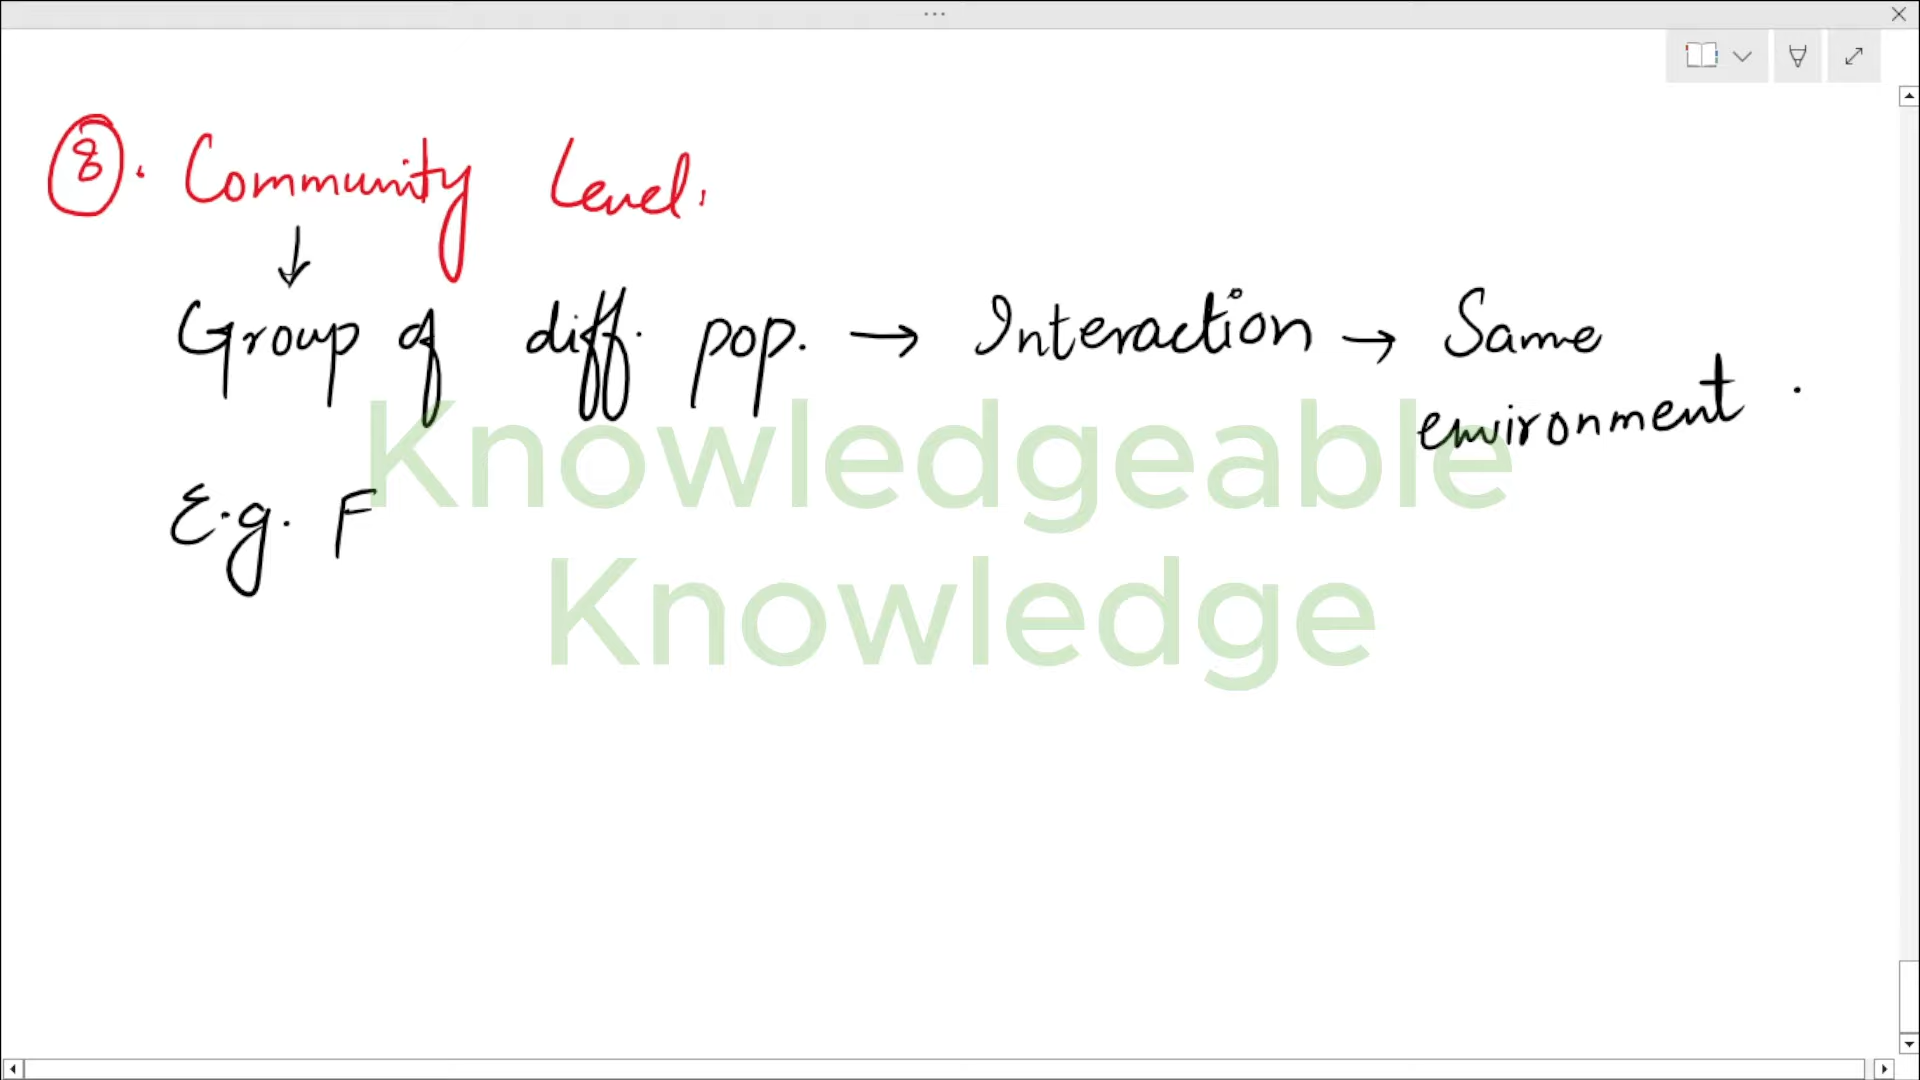 8. Community Level.
↓
Group of diff. pop. → Interaction → Same
environment.
E.g. F
Knowledgeable
Knowledge